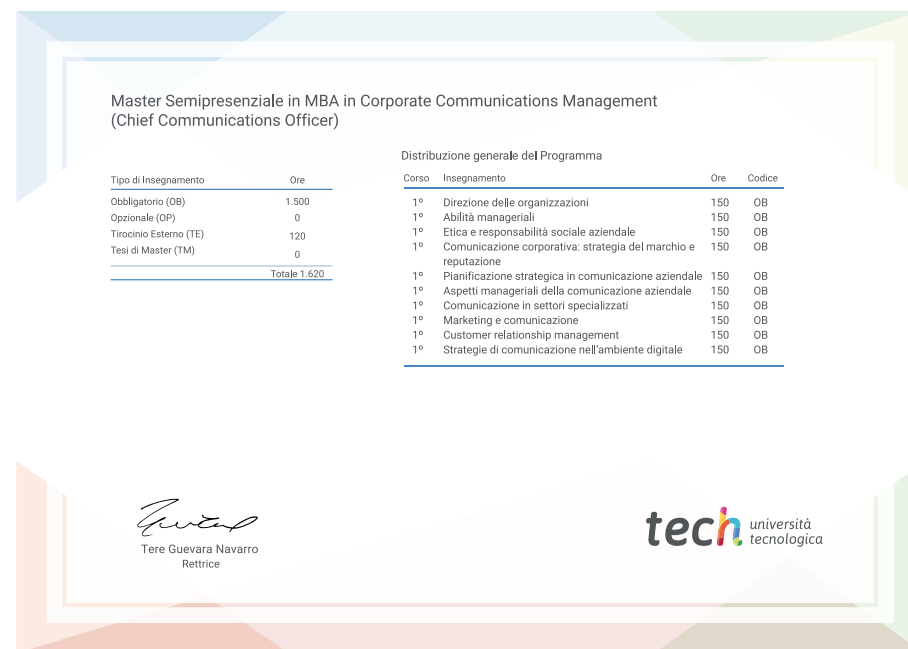 Master Semipresenziale in MBA in Corporate Communications Management
(Chief Communications Officer)
Tipo di Insegnamento Ore
Obbligatorio (OB) 1.500
Opzionale (OP) 0
Tirocinio Esterno (TE) 120
Tesi di Master (TM) 0
Totale 1.620
Distribuzione generale del Programma
Corso Insegnamento Ore Codice
1º Direzione delle organizzazioni 150 OB
1º Abilità manageriali 150 OB
1º Etica e responsabilità sociale aziendale 150 OB
1º Comunicazione corporativa: strategia del marchio e 150 OB
reputazione
1º Pianificazione strategica in comunicazione aziendale 150 OB
1º Aspetti manageriali della comunicazione aziendale 150 OB
1º Comunicazione in settori specializzati 150 OB
1º Marketing e comunicazione 150 OB
1º Customer relationship management 150 OB
1º Strategie di comunicazione nell'ambiente digitale 150 OB
Tere Guevara Navarro
Rettrice
tech università
tecnologica